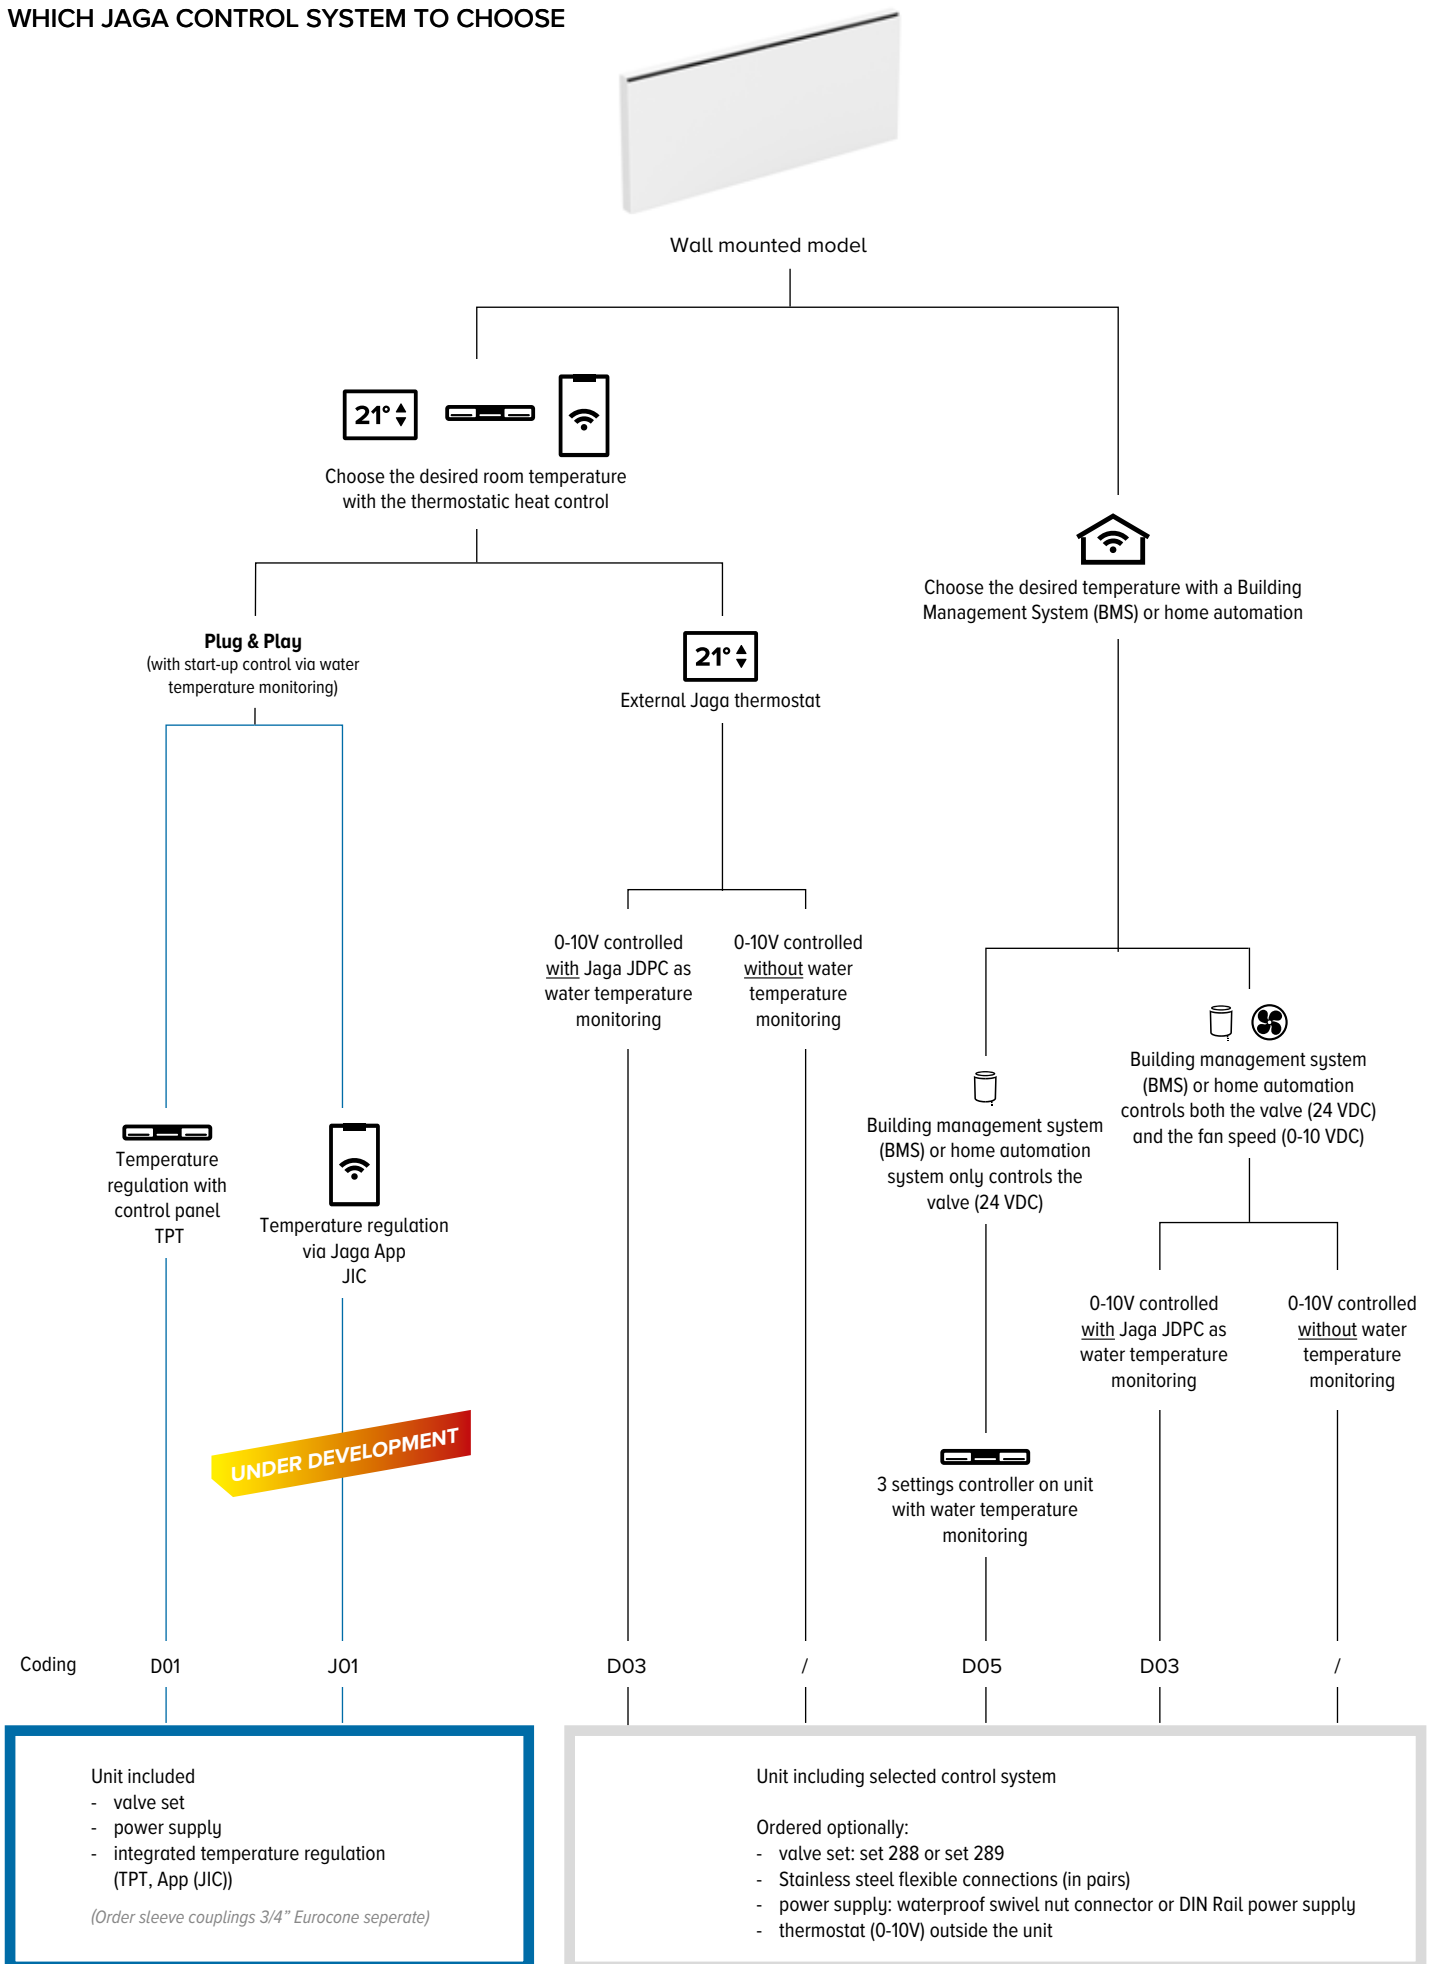 WHICH JAGA CONTROL SYSTEM TO CHOOSE
Wall mounted model
21°
Choose the desired room temperature
with the thermostatic heat control
Choose the desired temperature with a Building
Management System (BMS) or home automation
Plug & Play
(with start-up control via water
temperature monitoring)
21°
External Jaga thermostat
0-10V controlled
with Jaga JDPC as
water temperature
monitoring
0-10V controlled
without water
temperature
monitoring
Building management system
(BMS) or home automation
controls both the valve (24 VDC)
and the fan speed (0-10 VDC)
Building management system
(BMS) or home automation
system only controls the
valve (24 VDC)
Temperature
regulation with
control panel
TPT
Temperature regulation
via Jaga App
JIC
0-10V controlled
with Jaga JDPC as
water temperature
monitoring
0-10V controlled
without water
temperature
monitoring
UNDER DEVELOPMENT
3 settings controller on unit
with water temperature
monitoring
Coding D01 J01 D03 / D05 D03 /
Unit included
- valve set
- power supply
- integrated temperature regulation
(TPT, App (JIC))
(Order sleeve couplings 3/4” Eurocone seperate)
Unit including selected control system
Ordered optionally:
- valve set: set 288 or set 289
- Stainless steel flexible connections (in pairs)
- power supply: waterproof swivel nut connector or DIN Rail power supply
- thermostat (0-10V) outside the unit